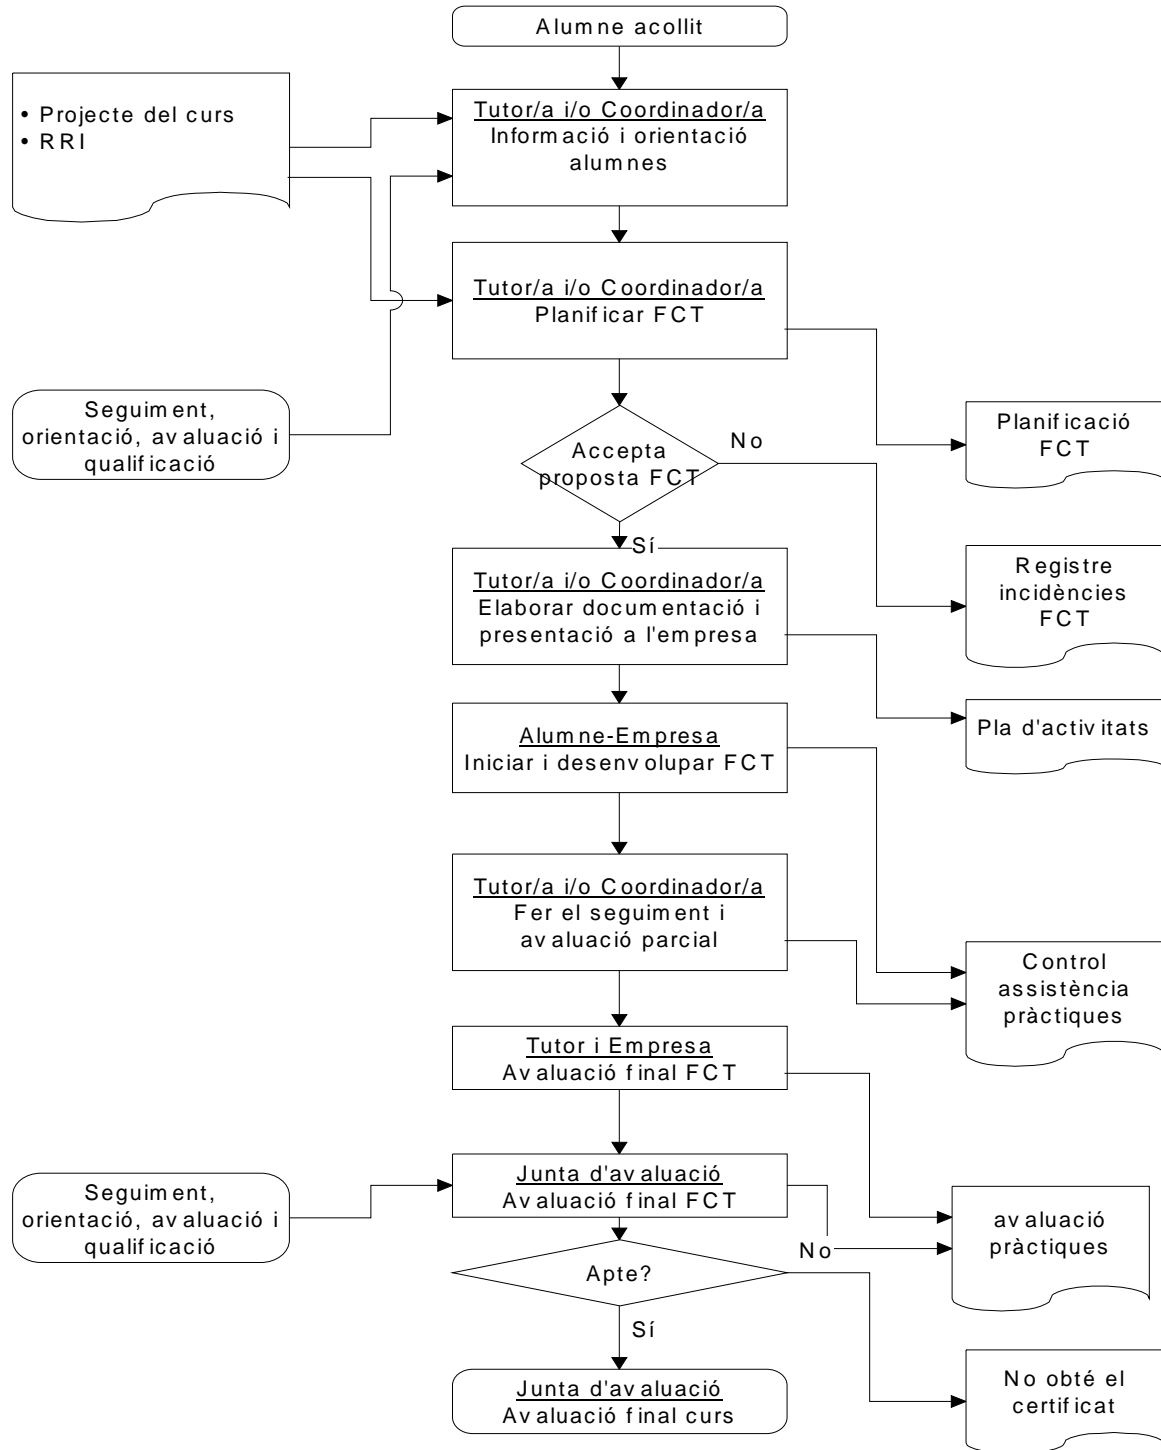 Alumne acollit
• Projecte del curs
• RRI
Tutor/a i/o Coordinador/a
Informació i orientació
alumnes
Tutor/a i/o Coordinador/a
Planificar FCT
Seguiment,
orientació, avaluació i
qualificació
Accepta
proposta FCT
No
Planificació
FCT
Sí
Tutor/a i/o Coordinador/a
Elaborar documentació i
presentació a l'empresa
Registre
incidències
FCT
Alumne-Empresa
Iniciar i desenvolupar FCT
Pla d'activitats
Tutor/a i/o Coordinador/a
Fer el seguiment i
avaluació parcial
Control
assistència
pràctiques
Tutor i Empresa
Avaluació final FCT
Seguiment,
orientació, avaluació i
qualificació
Junta d'avaluació
Avaluació final FCT
avaluació
pràctiques
No
Apte?
Sí
Junta d'avaluació
Avaluació final curs
No obté el
certificat